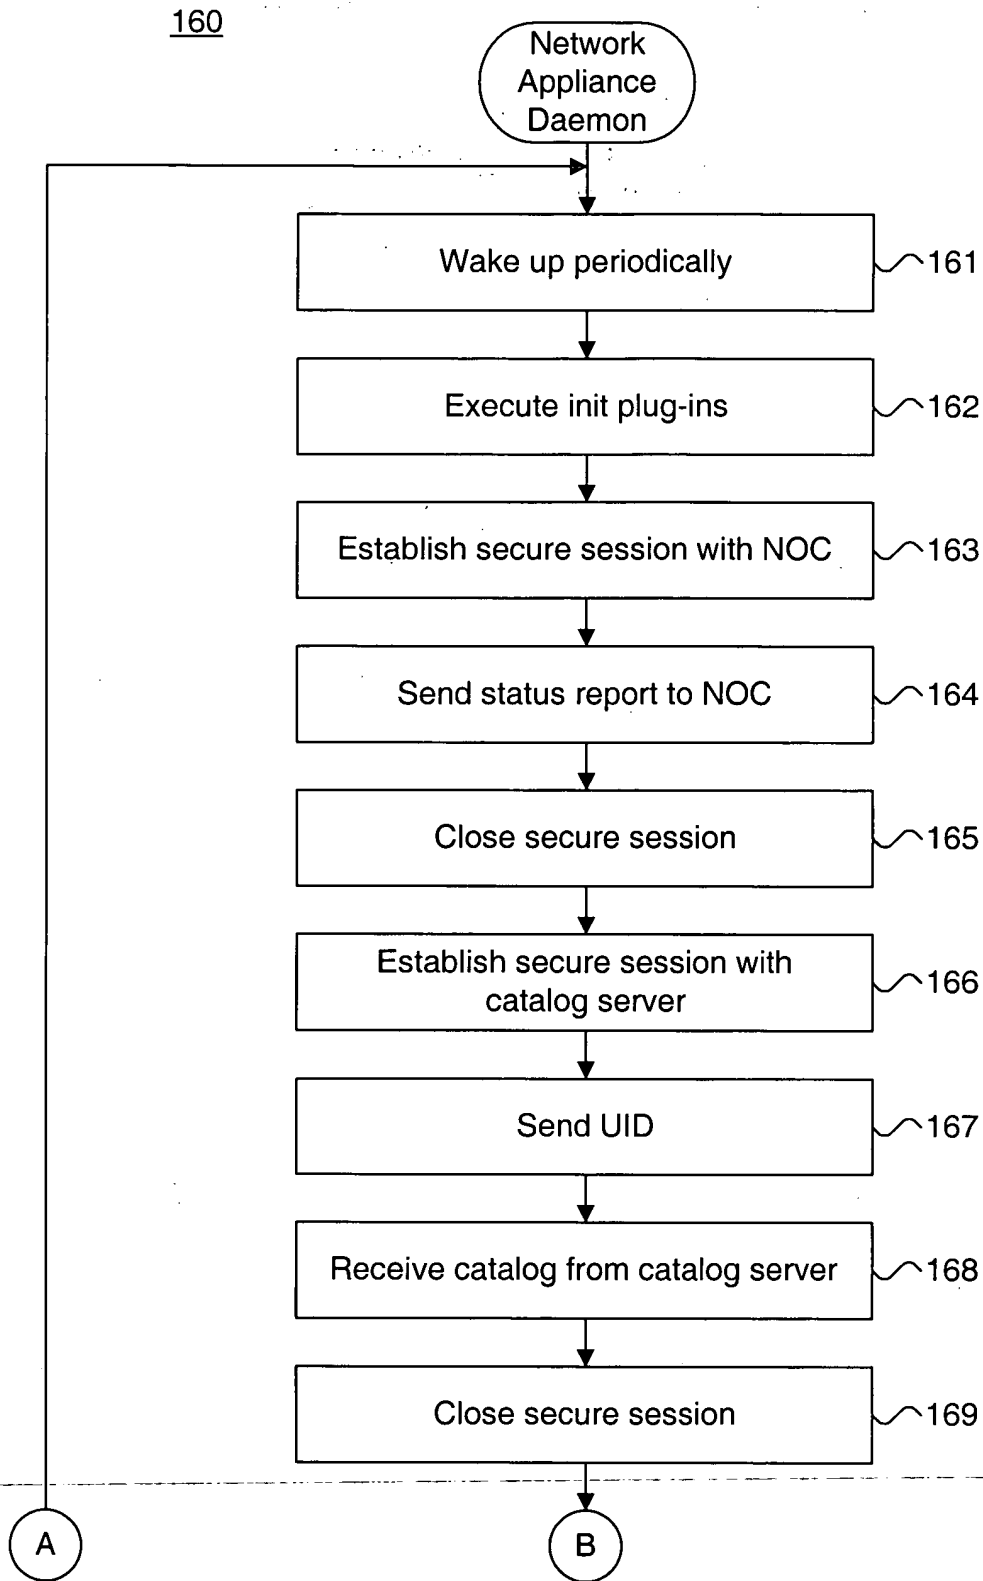 160
Network
Appliance
Daemon
Wake up periodically
161
Execute init plug-ins
162
Establish secure session with NOC
163
Send status report to NOC
164
Close secure session
165
Establish secure session with
catalog server
166
Send UID
167
Receive catalog from catalog server
168
Close secure session
169
A
B